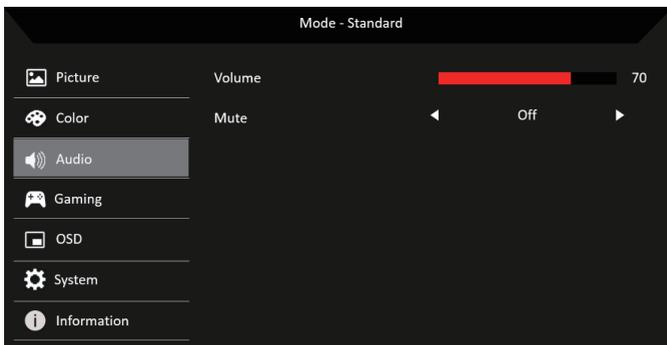 Mode - Standard
Picture
Volume 70
Color
Mute Off
Audio
Gaming
OSD
System
Information